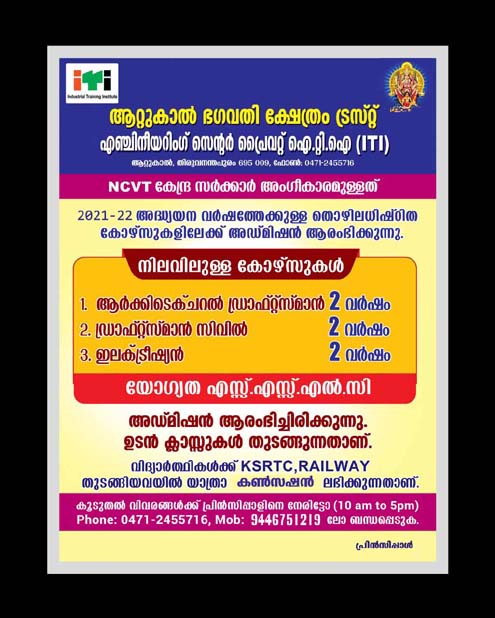 iTi
Industrial Training Institute
ആറ്റുകാൽ ഭഗവതി ക്ഷേത്രം ട്രസ്റ്റ്
എഞ്ചിനീയറിംഗ് സെന്റർ പ്രൈവറ്റ് ഐ.റ്റി.ഐ (ITI)
ആറ്റുകാൽ, തിരുവനന്തപുരം 695 009, ഫോൺ: 0471-2455716
NCVT കേന്ദ്ര സർക്കാർ അംഗീകാരമുള്ളത്
2021-22 അദ്ധ്യയന വർഷത്തേക്കുള്ള തൊഴിലധിഷ്ഠിത
കോഴ്സുകളിലേക്ക് അഡ്മിഷൻ ആരംഭിക്കുന്നു.
നിലവിലുള്ള കോഴ്സുകൾ
1. ആർക്കിടെക്ചറൽ ഡ്രാഫ്റ്റ്സ്മാൻ 2 വർഷം
2. ഡ്രാഫ്റ്റ്സ്മാൻ സിവിൽ 2 വർഷം
3. ഇലക്ട്രീഷ്യൻ 2 വർഷം
യോഗ്യത എസ്സ്.എസ്സ്.എൽ.സി
അഡ്മിഷൻ ആരംഭിച്ചിരിക്കുന്നു.
ഉടൻ ക്ലാസ്സുകൾ തുടങ്ങുന്നതാണ്.
വിദ്യാർത്ഥികൾക്ക് KSRTC,RAILWAY
തുടങ്ങിയവയിൽ യാത്രാ കൺസഷൻ ലഭിക്കുന്നതാണ്.
കൂടുതൽ വിവരങ്ങൾക്ക് പ്രിൻസിപ്പാളിനെ നേരിട്ടോ (10 am to 5pm)
Phone: 0471-2455716, Mob: 9446751219 ലോ ബന്ധപ്പെടുക.
പ്രിൻസിപ്പാൾ